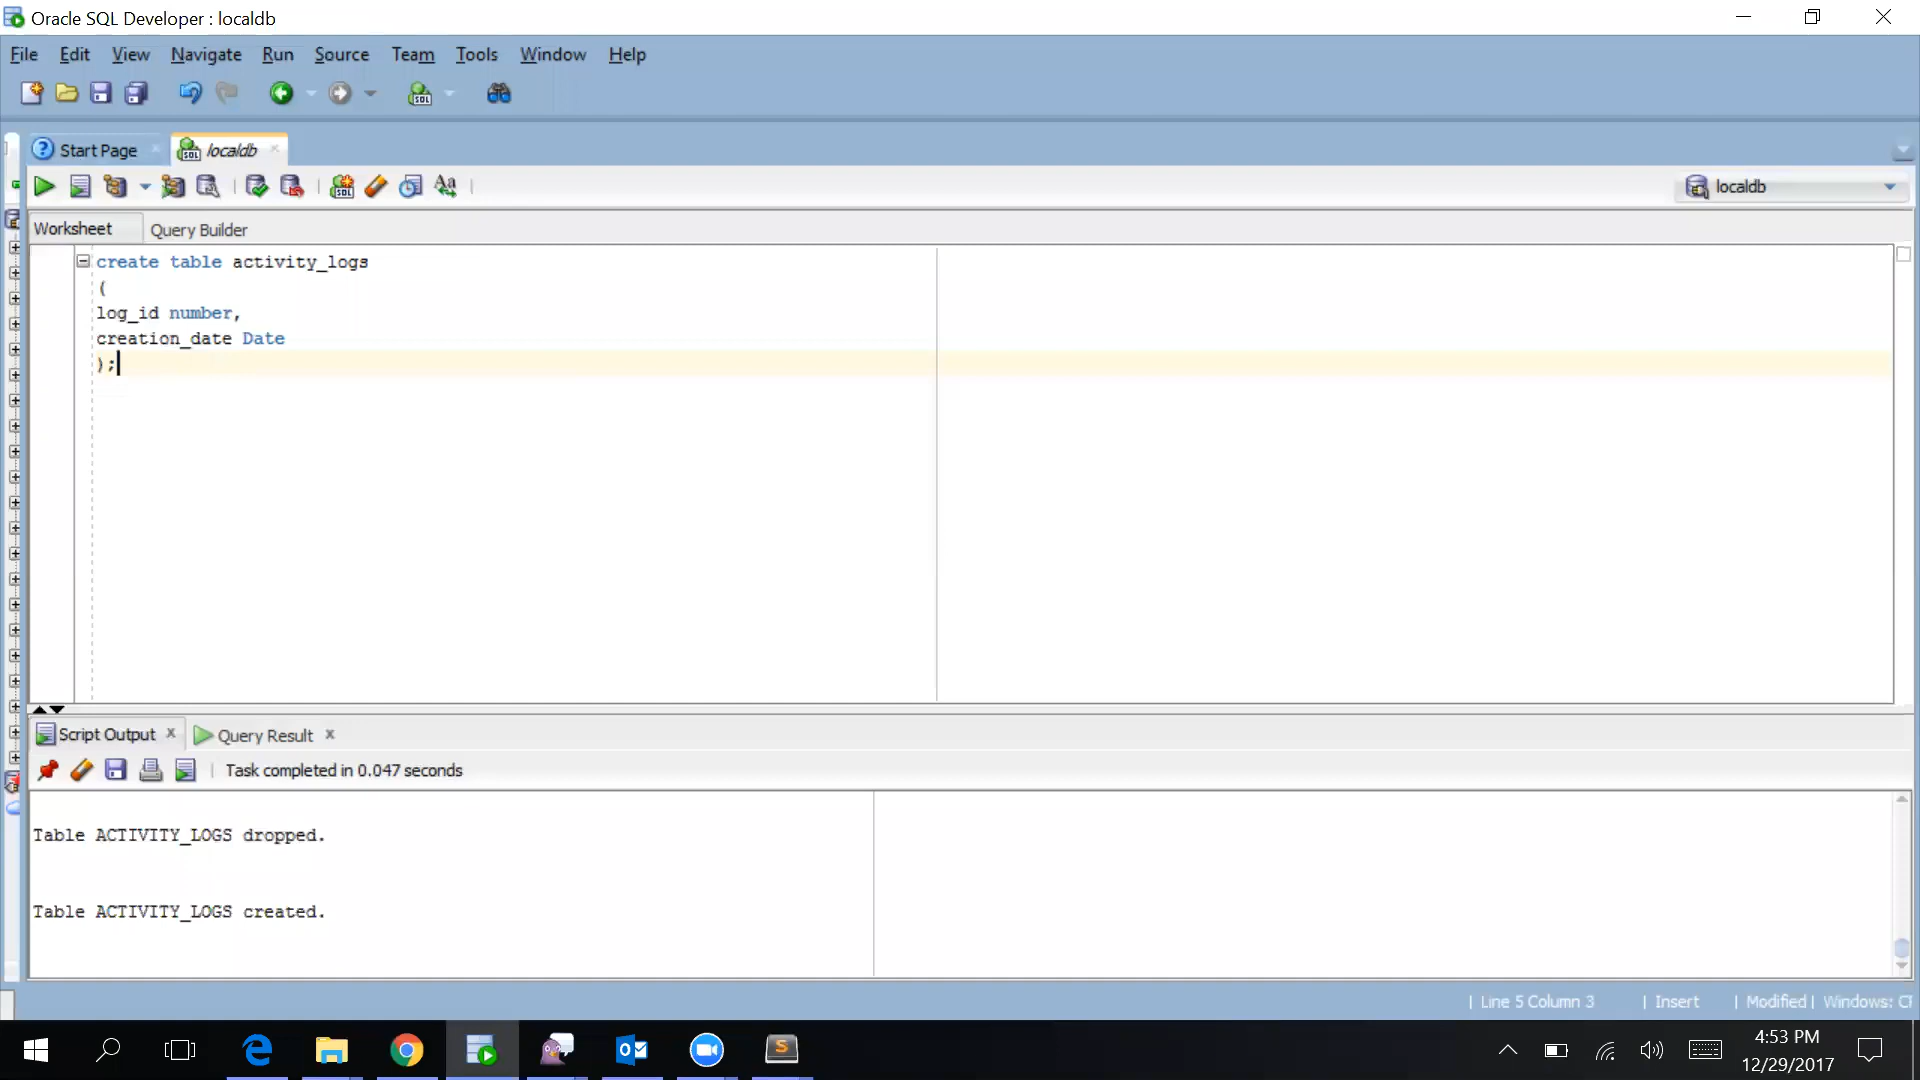 Oracle SQL Developer : localdb
File Edit View Navigate Run Source Team Tools Window Help
Start Page
localdb
localdb
Worksheet
Query Builder
create table activity_logs
(
log_id number,
creation_date Date
);
Script Output
Query Result
Task completed in 0.047 seconds
Table ACTIVITY_LOGS dropped.
Table ACTIVITY_LOGS created.
| Line 5 Column 3 | Insert | Modified | Windows:
4:53 PM
12/29/2017